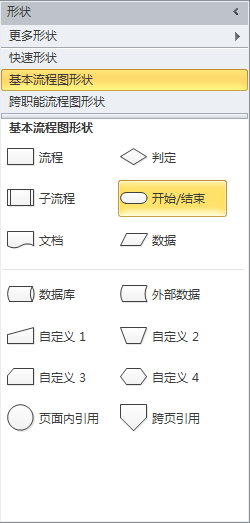 形状
更多形状
快速形状
基本流程图形状
跨职能流程图形状
基本流程图形状
流程 判定
子流程 开始/结束
文档 数据
数据库 外部数据
自定义 1 自定义 2
自定义 3 自定义 4
页面内引用 跨页引用